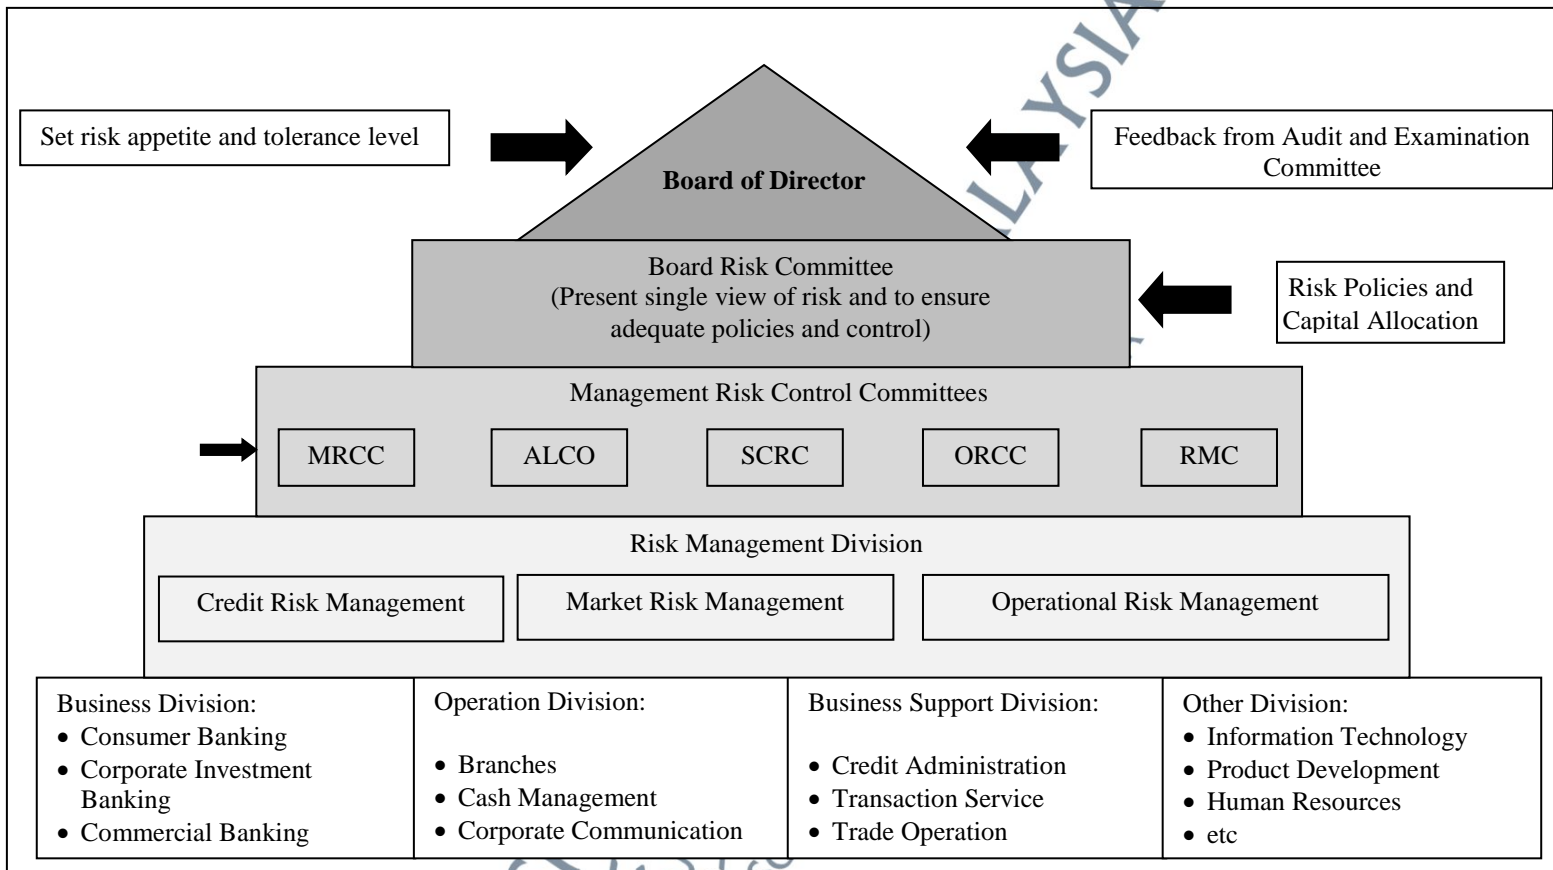 Set risk appetite and tolerance level
Feedback from Audit and Examination
Committee
Board of Director
Board Risk Committee
(Present single view of risk and to ensure
adequate policies and control)
Risk Policies and
Capital Allocation
Management Risk Control Committees
MRCC
ALCO
SCRC
ORCC
RMC
Risk Management Division
Credit Risk Management
Market Risk Management
Operational Risk Management
Business Division:
• Consumer Banking
• Corporate Investment
Banking
• Commercial Banking
Operation Division:
• Branches
• Cash Management
• Corporate Communication
Business Support Division:
• Credit Administration
• Transaction Service
• Trade Operation
Other Division:
• Information Technology
• Product Development
• Human Resources
• etc